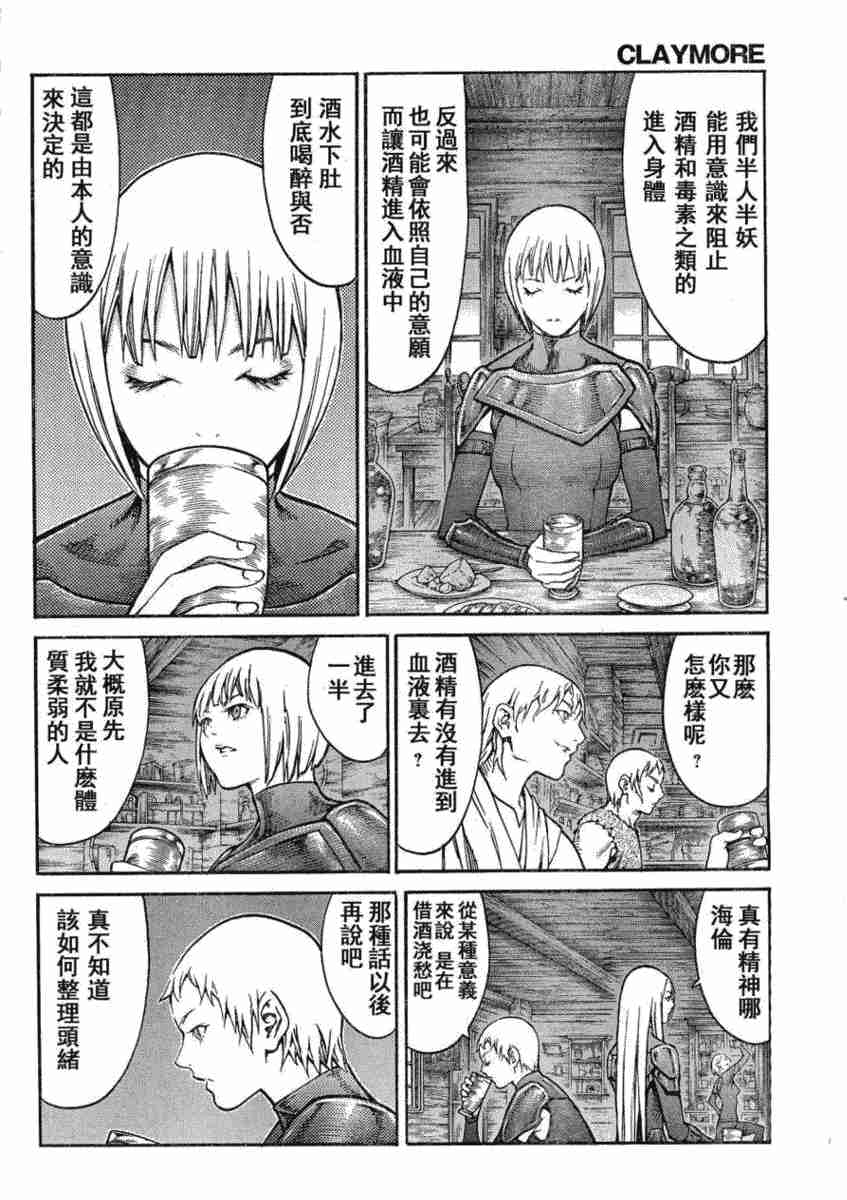 CLAYMORE
我們半人半妖
能用意識來阻止
酒精和毒素之類的
進入身體
反過來
也可能會依照自己的意願
而讓酒精進入血液中
酒水下肚
到底喝醉與否
這都是由本人的意識
來決定的
那麽
你又
怎麽樣呢?
酒精有沒有進到
血液裏去?
進去了
一半
大概原先
我就不是什麽體
質柔弱的人
真有精神哪
海倫
從某種意義
來說 是在
借酒浇愁吧
那種話以後
再說吧
真不知道
該如何整理頭緒